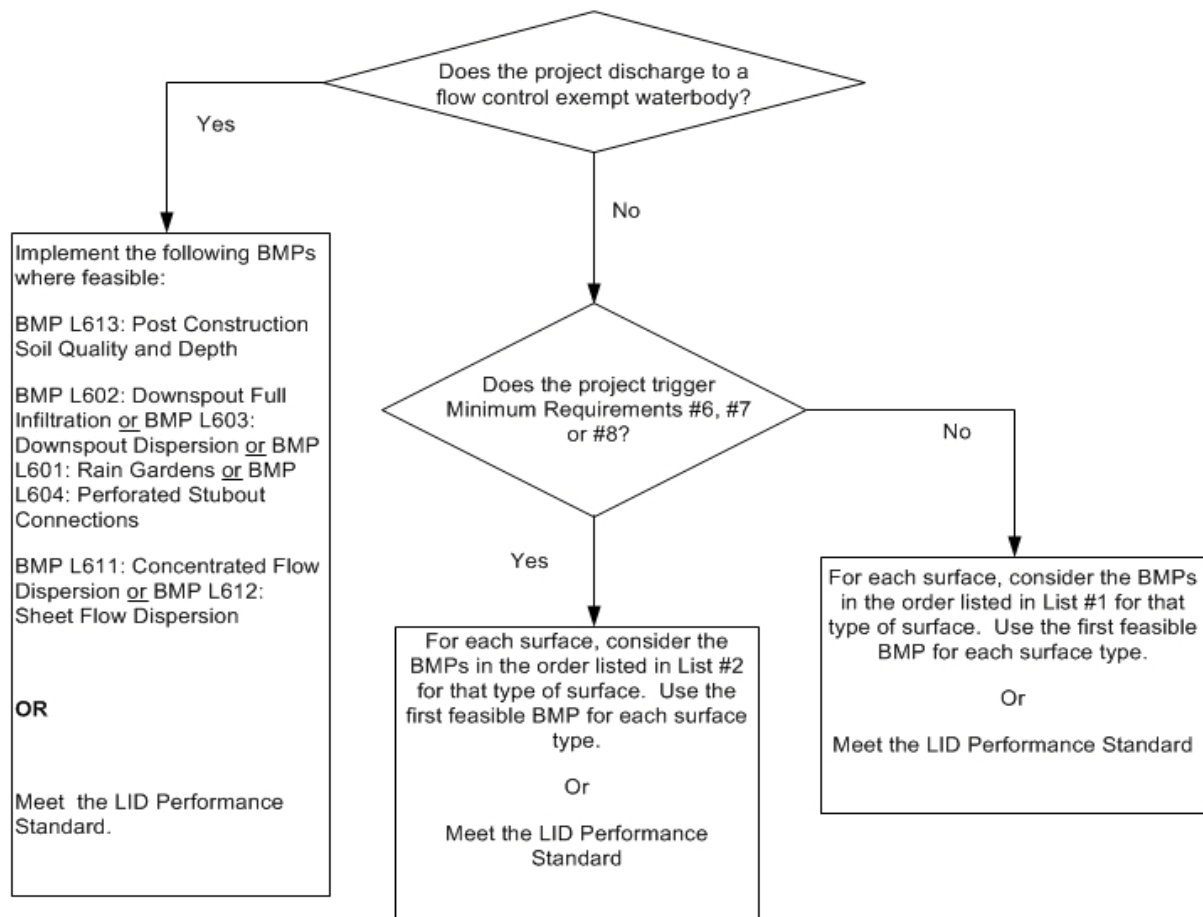 Does the project discharge to a
flow control exempt waterbody?
Yes
No
Implement the following BMPs
where feasible:
BMP L613: Post Construction
Soil Quality and Depth
BMP L602: Downspout Full
Infiltration or BMP L603:
Downspout Dispersion or BMP
L601: Rain Gardens or BMP
L604: Perforated Stubout
Connections
BMP L611: Concentrated Flow
Dispersion or BMP L612:
Sheet Flow Dispersion
OR
Meet the LID Performance
Standard.
Does the project trigger
Minimum Requirements #6, #7
or #8?
No
Yes
For each surface, consider the
BMPs in the order listed in List #2
for that type of surface. Use the
first feasible BMP for each surface
type.
Or
Meet the LID Performance
Standard
For each surface, consider the BMPs
in the order listed in List #1 for that
type of surface. Use the first feasible
BMP for each surface type.
Or
Meet the LID Performance Standard